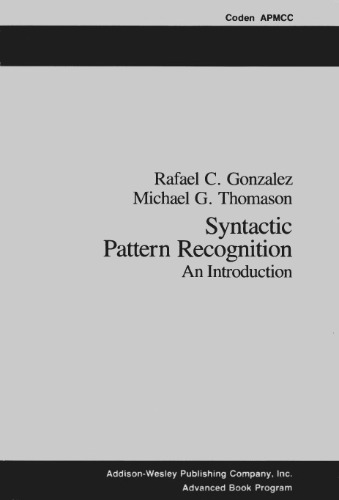 Coden APMCC
Rafael C. Gonzalez
Michael G. Thomason
Syntactic
Pattern Recognition
An Introduction
Addison-Wesley Publishing Company, Inc.
Advanced Book Program